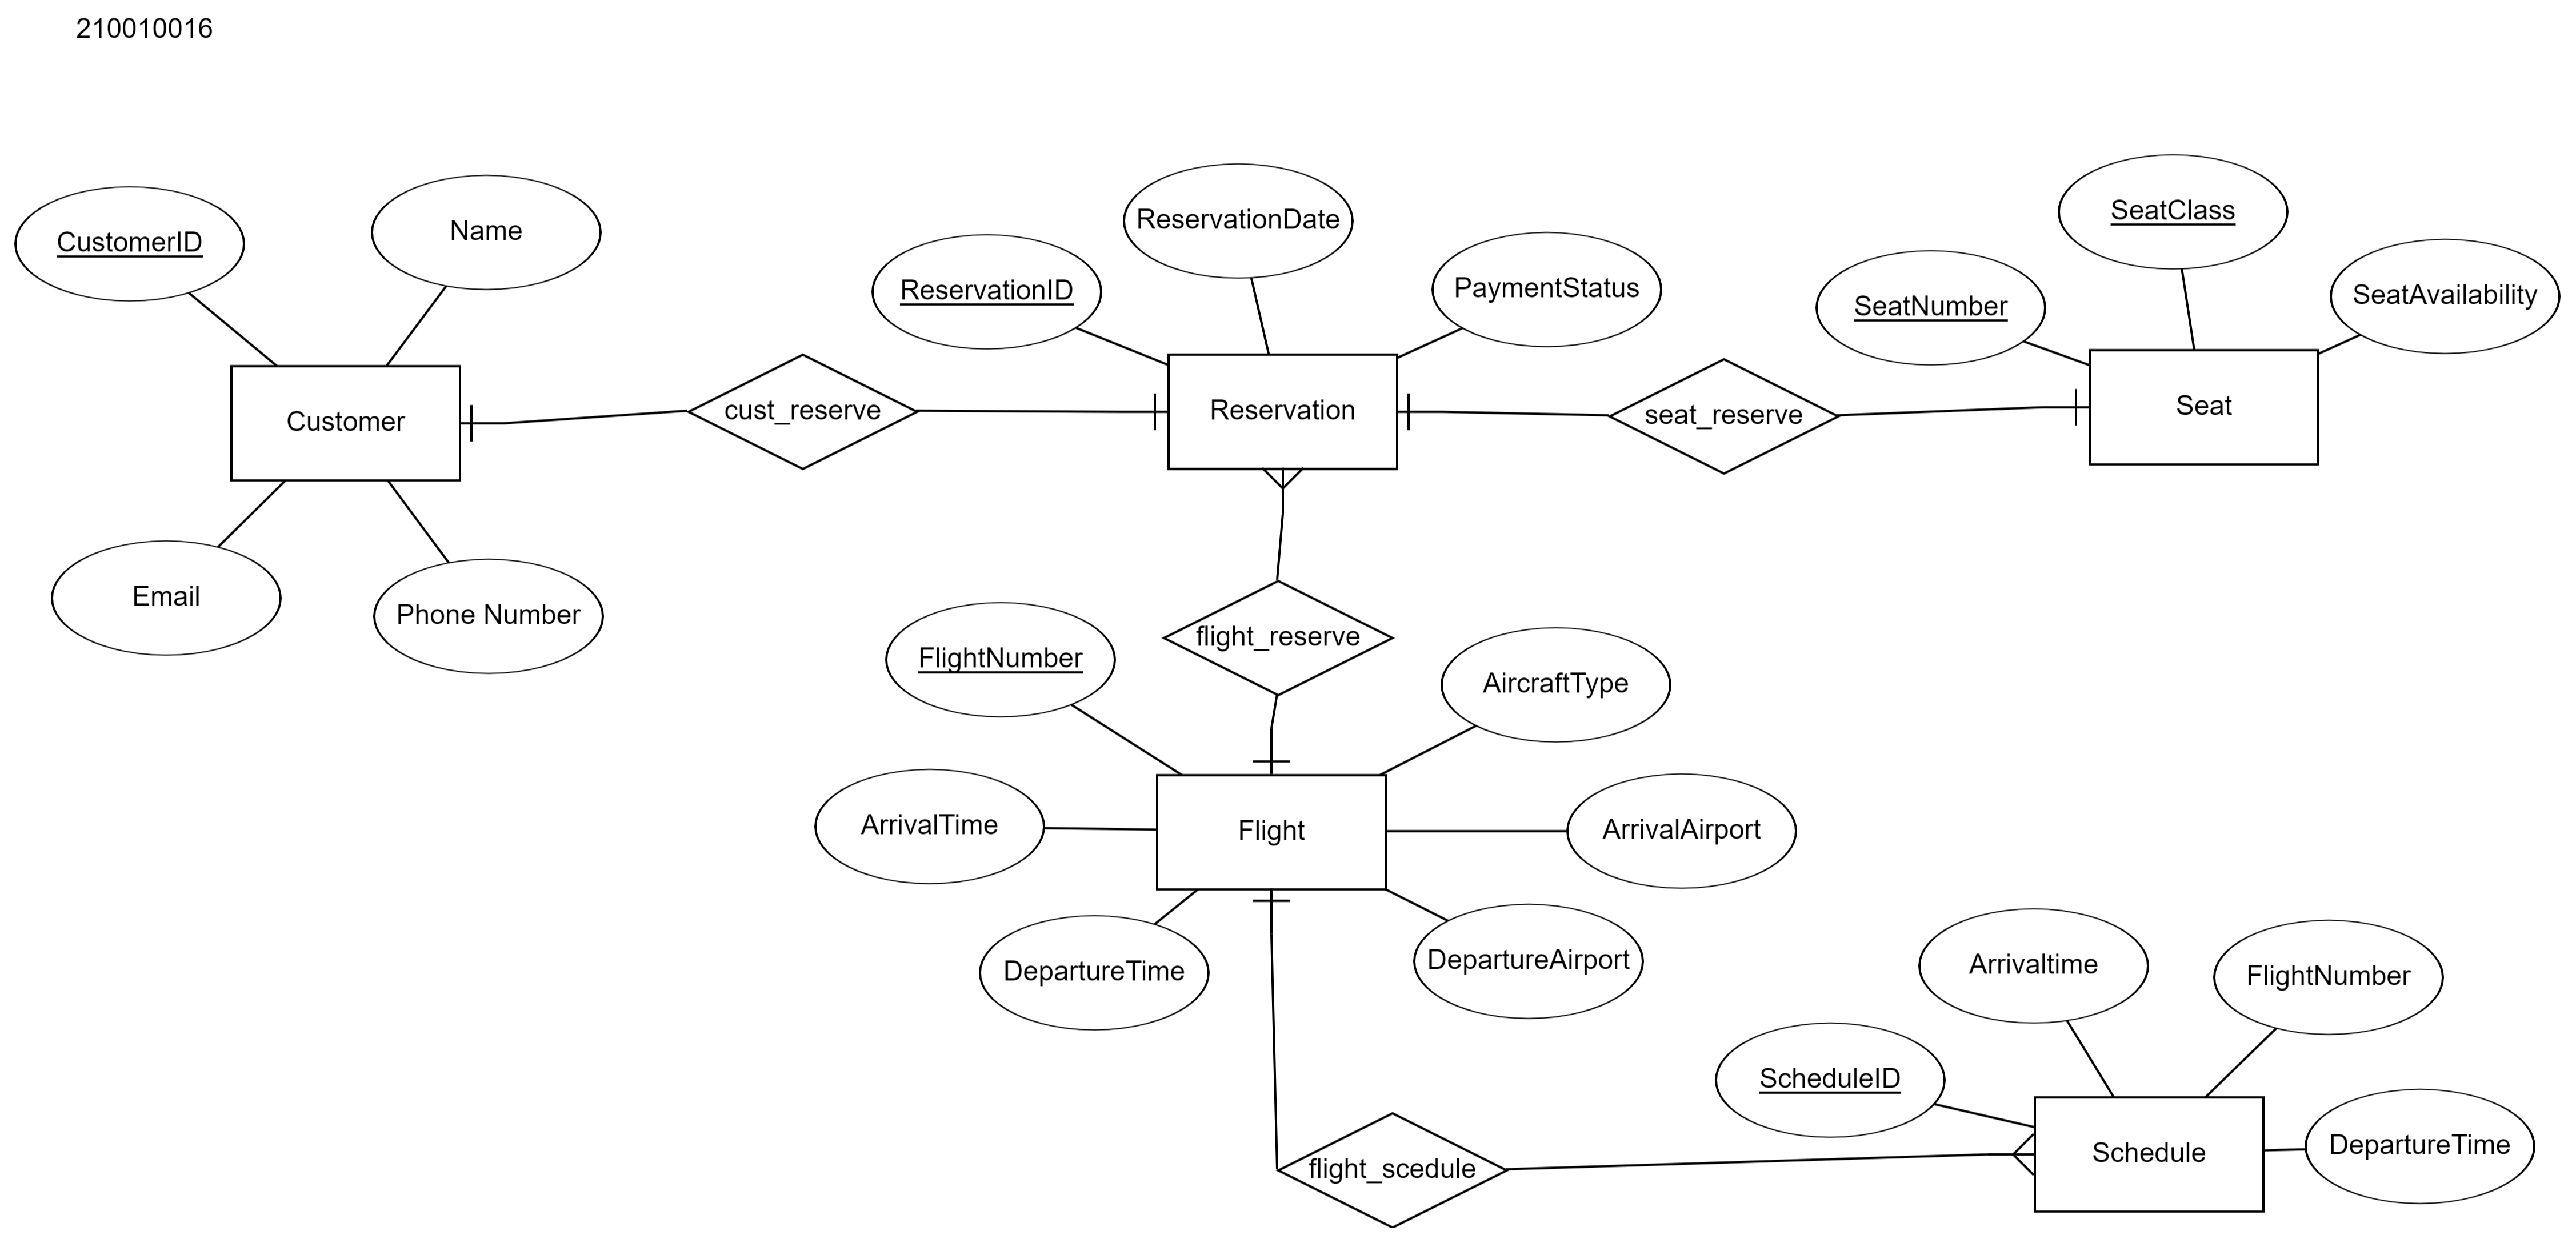 210010016
CustomerID
Name
Customer
Email
Phone Number
cust_reserve
ReservationID
ReservationDate
PaymentStatus
Reservation
seat_reserve
SeatNumber
SeatClass
SeatAvailability
Seat
flight_reserve
FlightNumber
AircraftType
ArrivalTime
Flight
ArrivalAirport
DepartureTime
DepartureAirport
flight_scedule
ScheduleID
Arrivaltime
FlightNumber
Schedule
DepartureTime